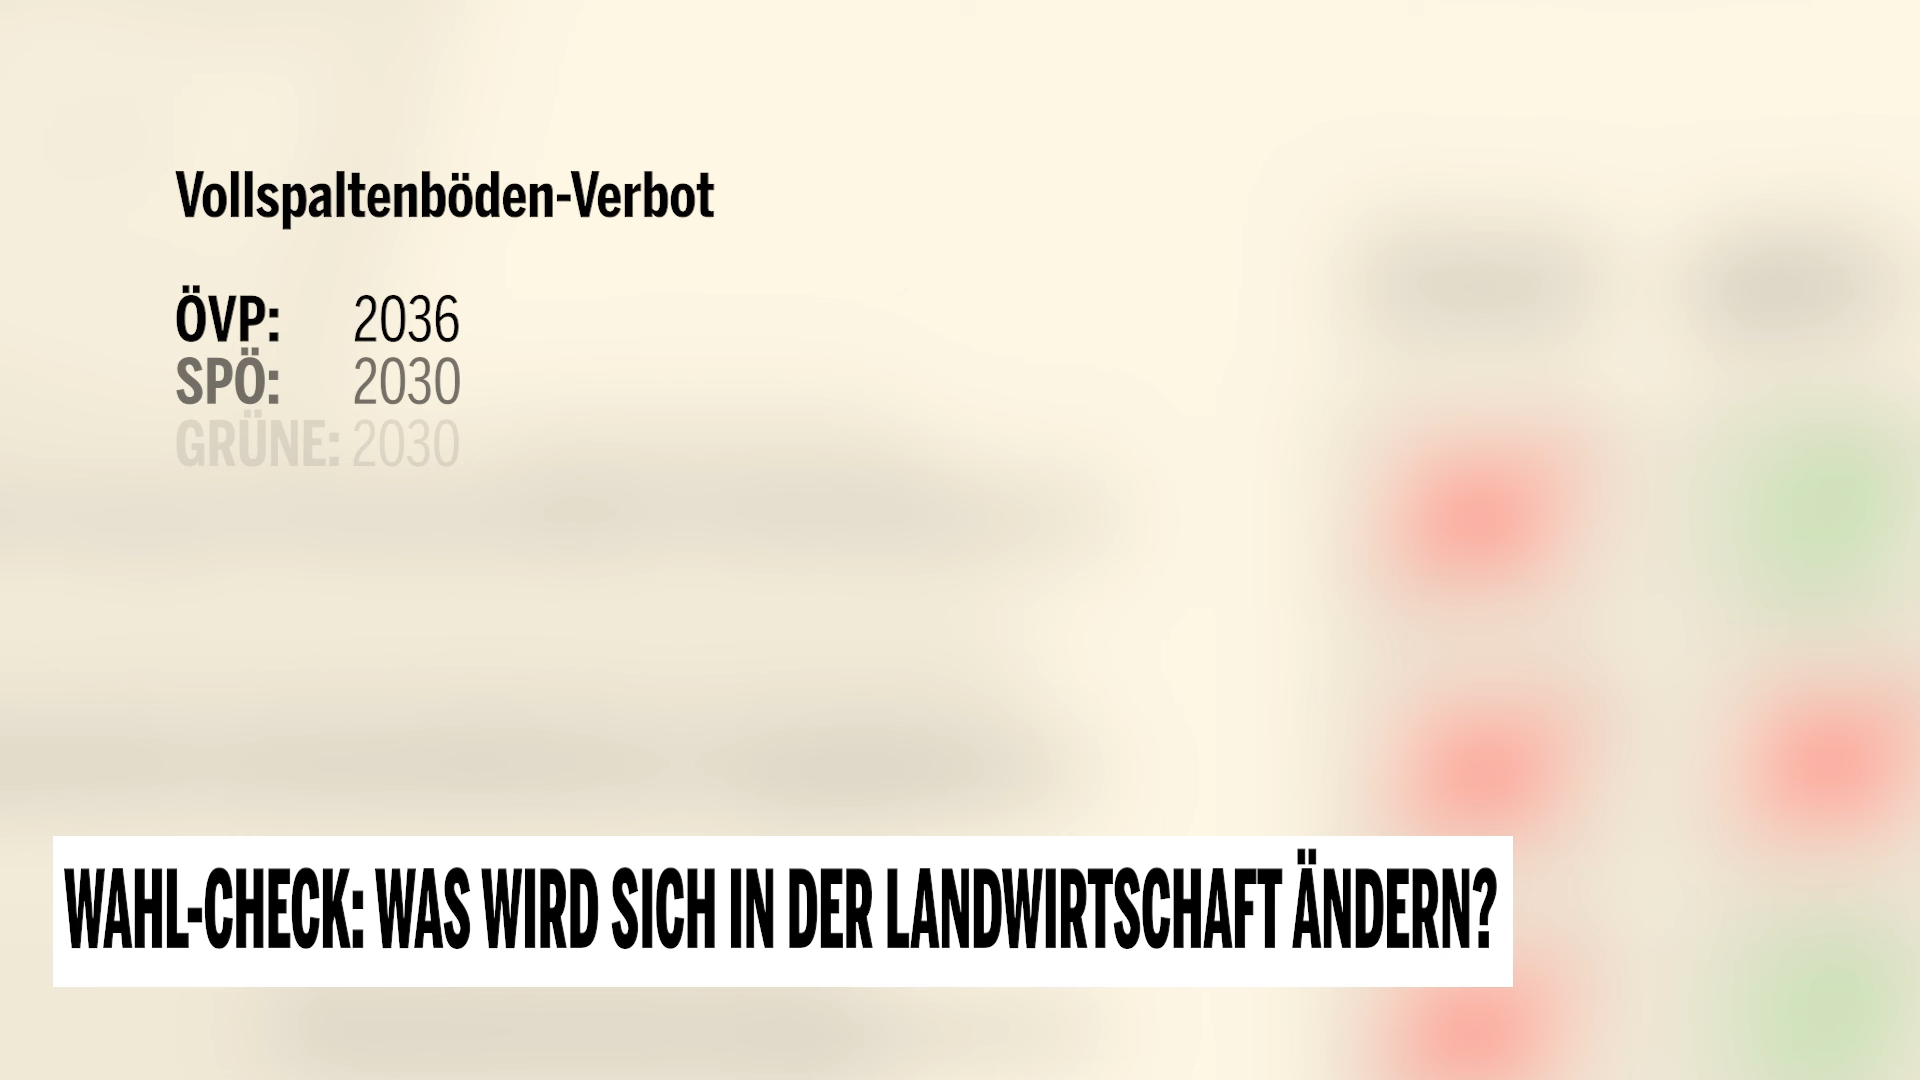 Vollspaltenböden-Verbot
ÖVP: 2036
SPÖ: 2030
GRÜNE: 2030
WAHL-CHECK: WAS WIRD SICH IN DER LANDWIRTSCHAFT ÄNDERN?